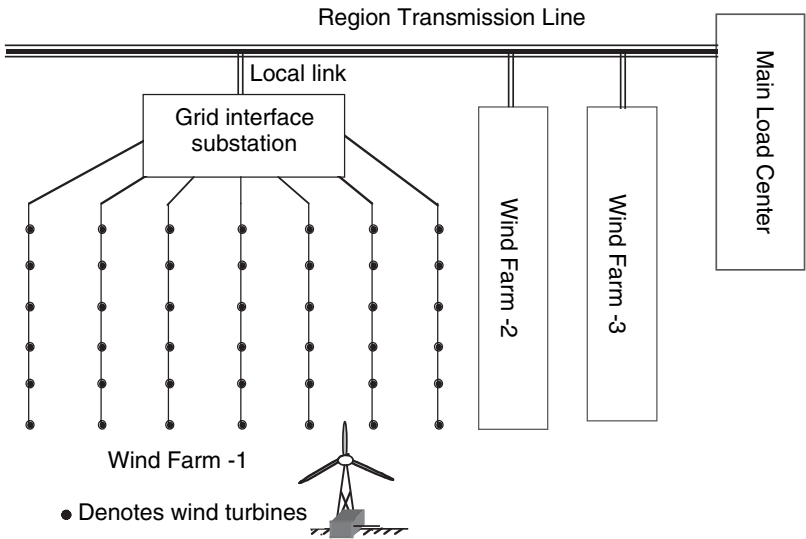 Region Transmission Line
Main Load Center
Local link
Grid interface
substation
Wind Farm -2
Wind Farm -3
Wind Farm -1
Denotes wind turbines